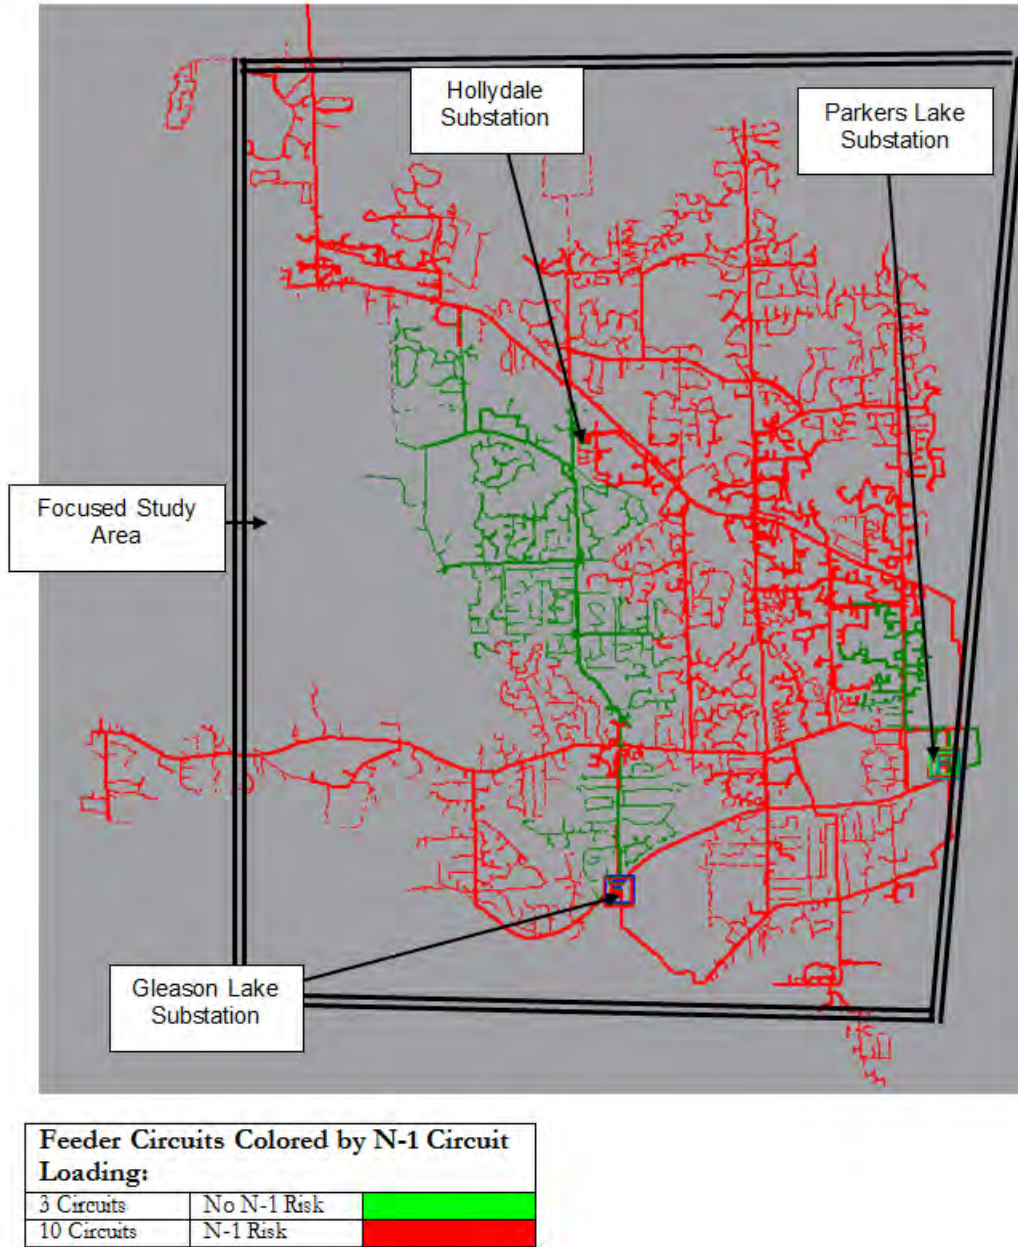 Hollydale
Substation
Parkers Lake
Substation
Focused Study
Area
Gleason Lake
Substation
Feeder Circuits Colored by N-1 Circuit
Loading:
3 Circuits No N-1 Risk
10 Circuits N-1 Risk